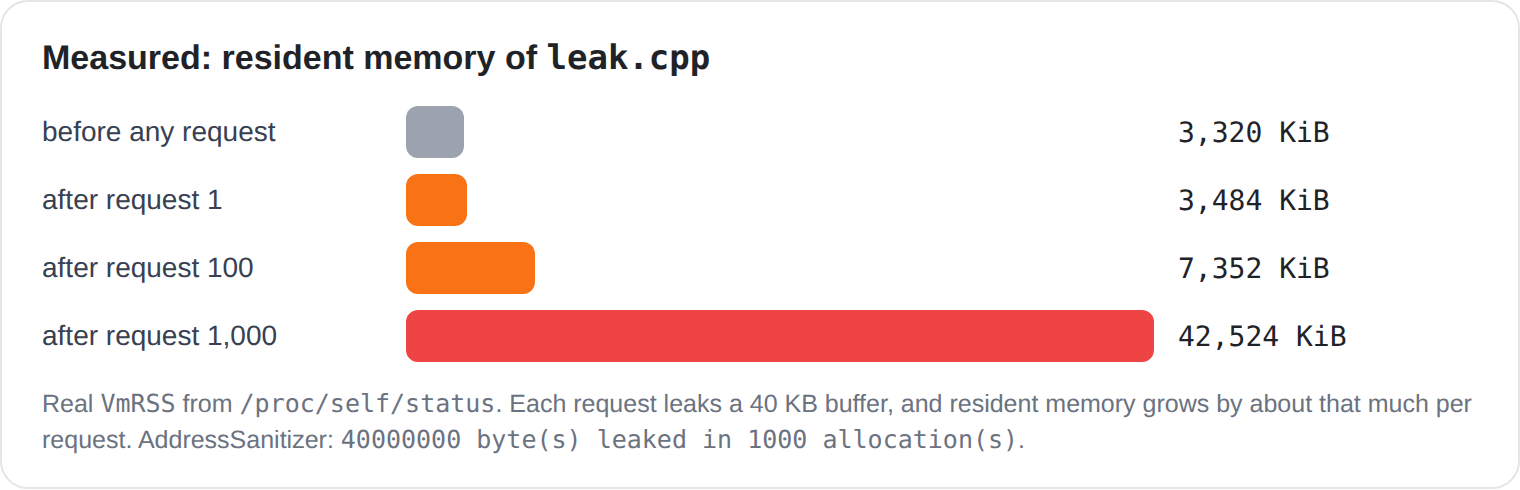 Measured: resident memory of leak.cpp
before any request 3,320 KiB
after request 1 3,484 KiB
after request 100 7,352 KiB
after request 1,000 42,524 KiB
Real VmRSS from /proc/self/status. Each request leaks a 40 KB buffer, and resident memory grows by about that much per
request. AddressSanitizer: 40000000 byte(s) leaked in 1000 allocation(s).